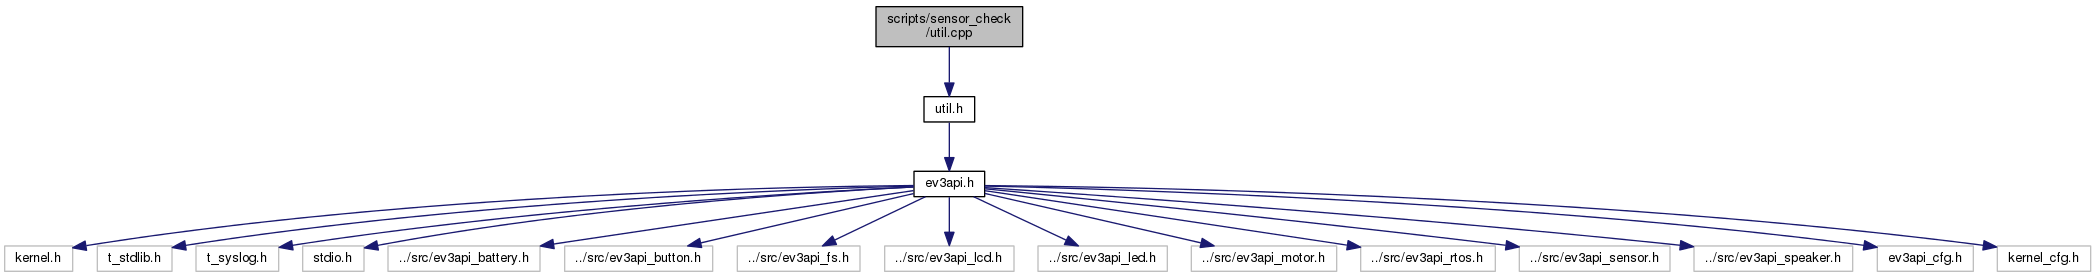 scripts/sensor_check
/util.cpp
util.h
ev3api.h
kernel.h
t_stdlib.h
t_syslog.h
stdio.h
../src/ev3api_battery.h
../src/ev3api_button.h
../src/ev3api_fs.h
../src/ev3api_lcd.h
../src/ev3api_led.h
../src/ev3api_motor.h
../src/ev3api_rtos.h
../src/ev3api_sensor.h
../src/ev3api_speaker.h
ev3api_cfg.h
kernel_cfg.h